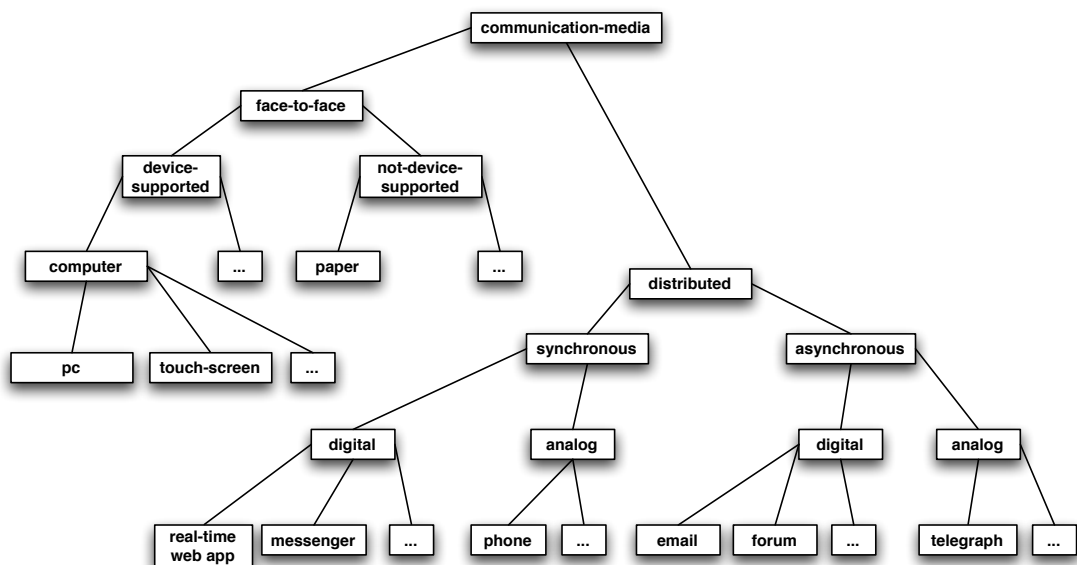 communication-media
face-to-face
device-
supported
not-device-
supported
computer
...
paper
...
distributed
pc
touch-screen
...
synchronous
asynchronous
digital
analog
digital
analog
real-time
web app
messenger
...
phone
...
email
forum
...
telegraph
...